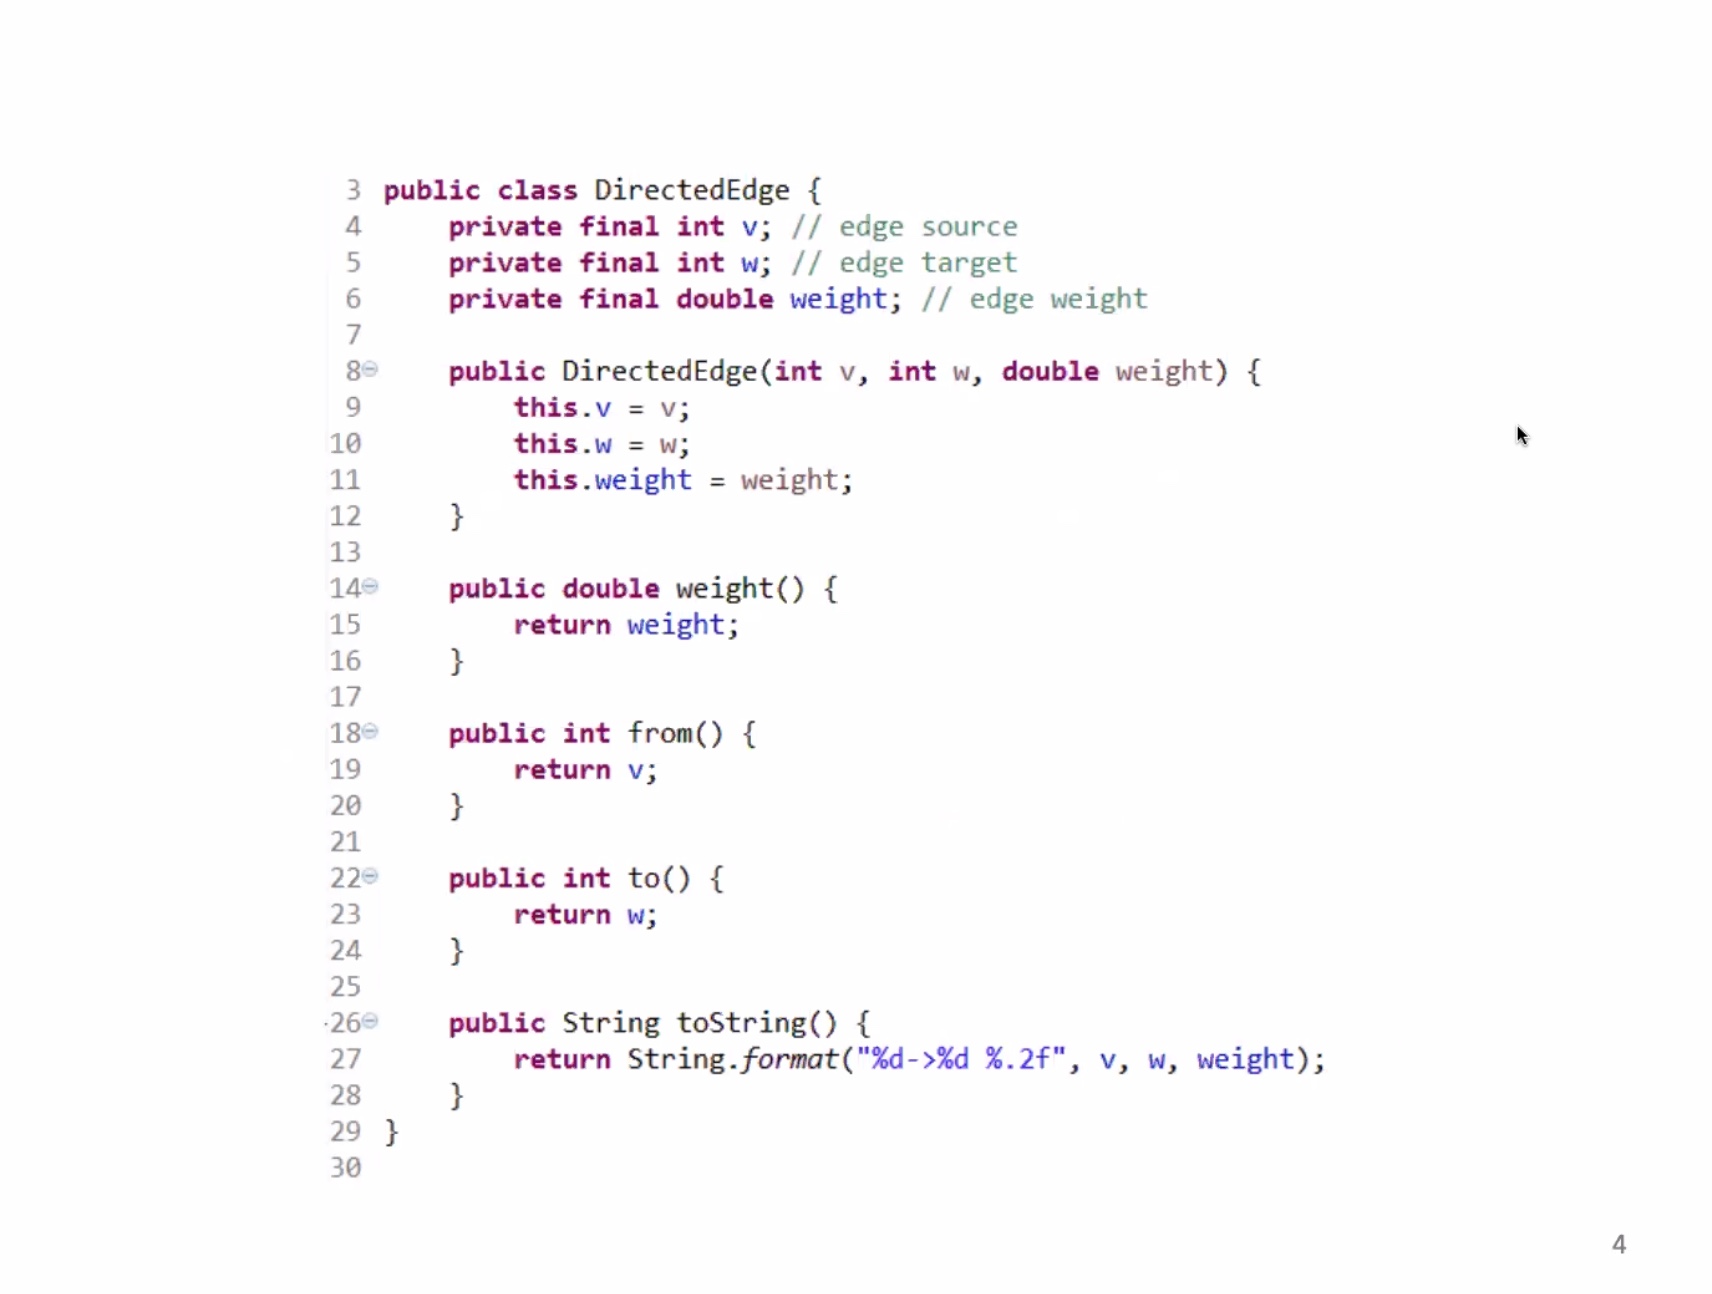 3 public class DirectedEdge {
4     private final int v; // edge source
5     private final int w; // edge target
6     private final double weight; // edge weight
7
8     public DirectedEdge(int v, int w, double weight) {
9         this.v = v;
10         this.w = w;
11         this.weight = weight;
12     }
13
14     public double weight() {
15         return weight;
16     }
17
18     public int from() {
19         return v;
20     }
21
22     public int to() {
23         return w;
24     }
25
26     public String toString() {
27         return String.format("%d->%d %.2f", v, w, weight);
28     }
29 }
30
4